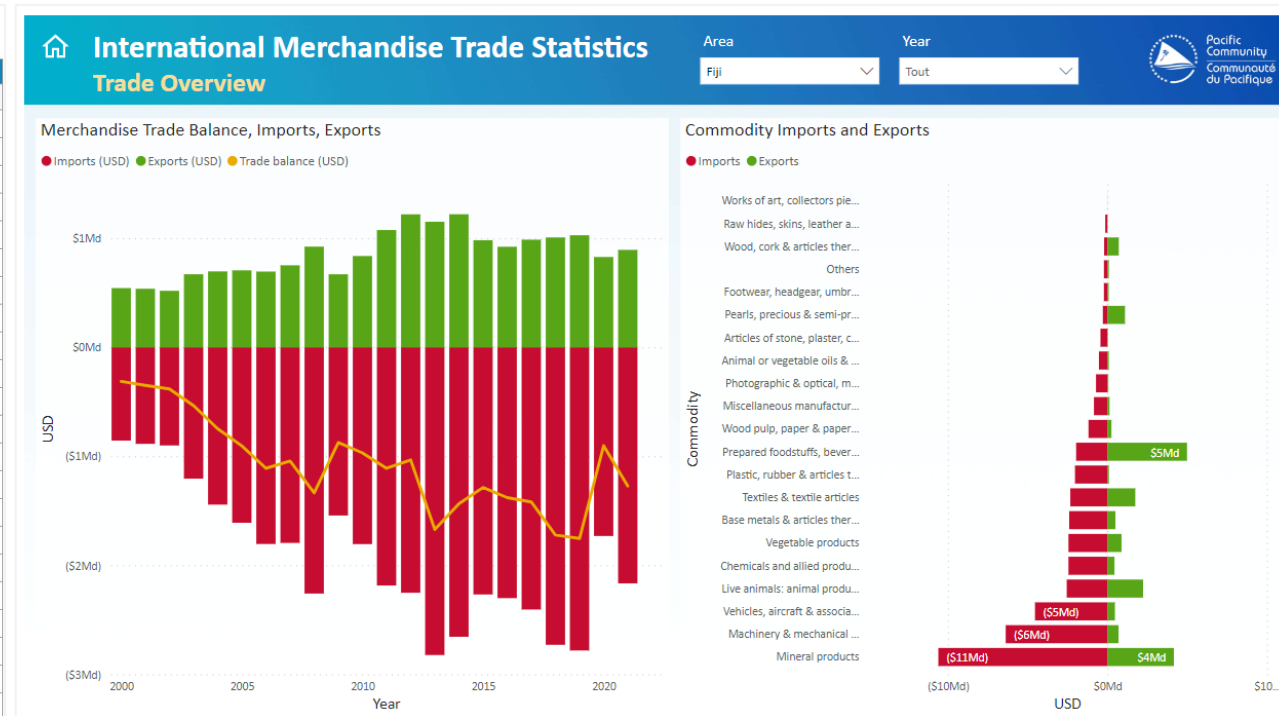 International Merchandise Trade Statistics
Trade Overview
Area
Fiji
Year
Tout
Pacific
Community
Communauté
du Pacifique
Merchandise Trade Balance, Imports, Exports
Imports (USD) Exports (USD) Trade balance (USD)
$1Md
$0Md
($1Md)
($2Md)
($3Md)
USD
2000 2005 2010 2015 2020
Year
Commodity Imports and Exports
Imports Exports
Commodity
Works of art, collectors pie...
Raw hides, skins, leather a...
Wood, cork & articles ther...
Others
Footwear, headgear, umbr...
Pearls, precious & semi-pr...
Articles of stone, plaster, c...
Animal or vegetable oils & ...
Photographic & optical, m...
Miscellaneous manufactur...
Wood pulp, paper & paper...
Prepared foodstuffs, bever... $5Md
Plastic, rubber & articles t...
Textiles & textile articles
Base metals & articles ther...
Vegetable products
Chemicals and allied produ...
Live animals: animal produ...
Vehicles, aircraft & associa... ($5Md)
Machinery & mechanical ... ($6Md)
Mineral products ($11Md) $4Md
($10Md) $0Md $10...
USD